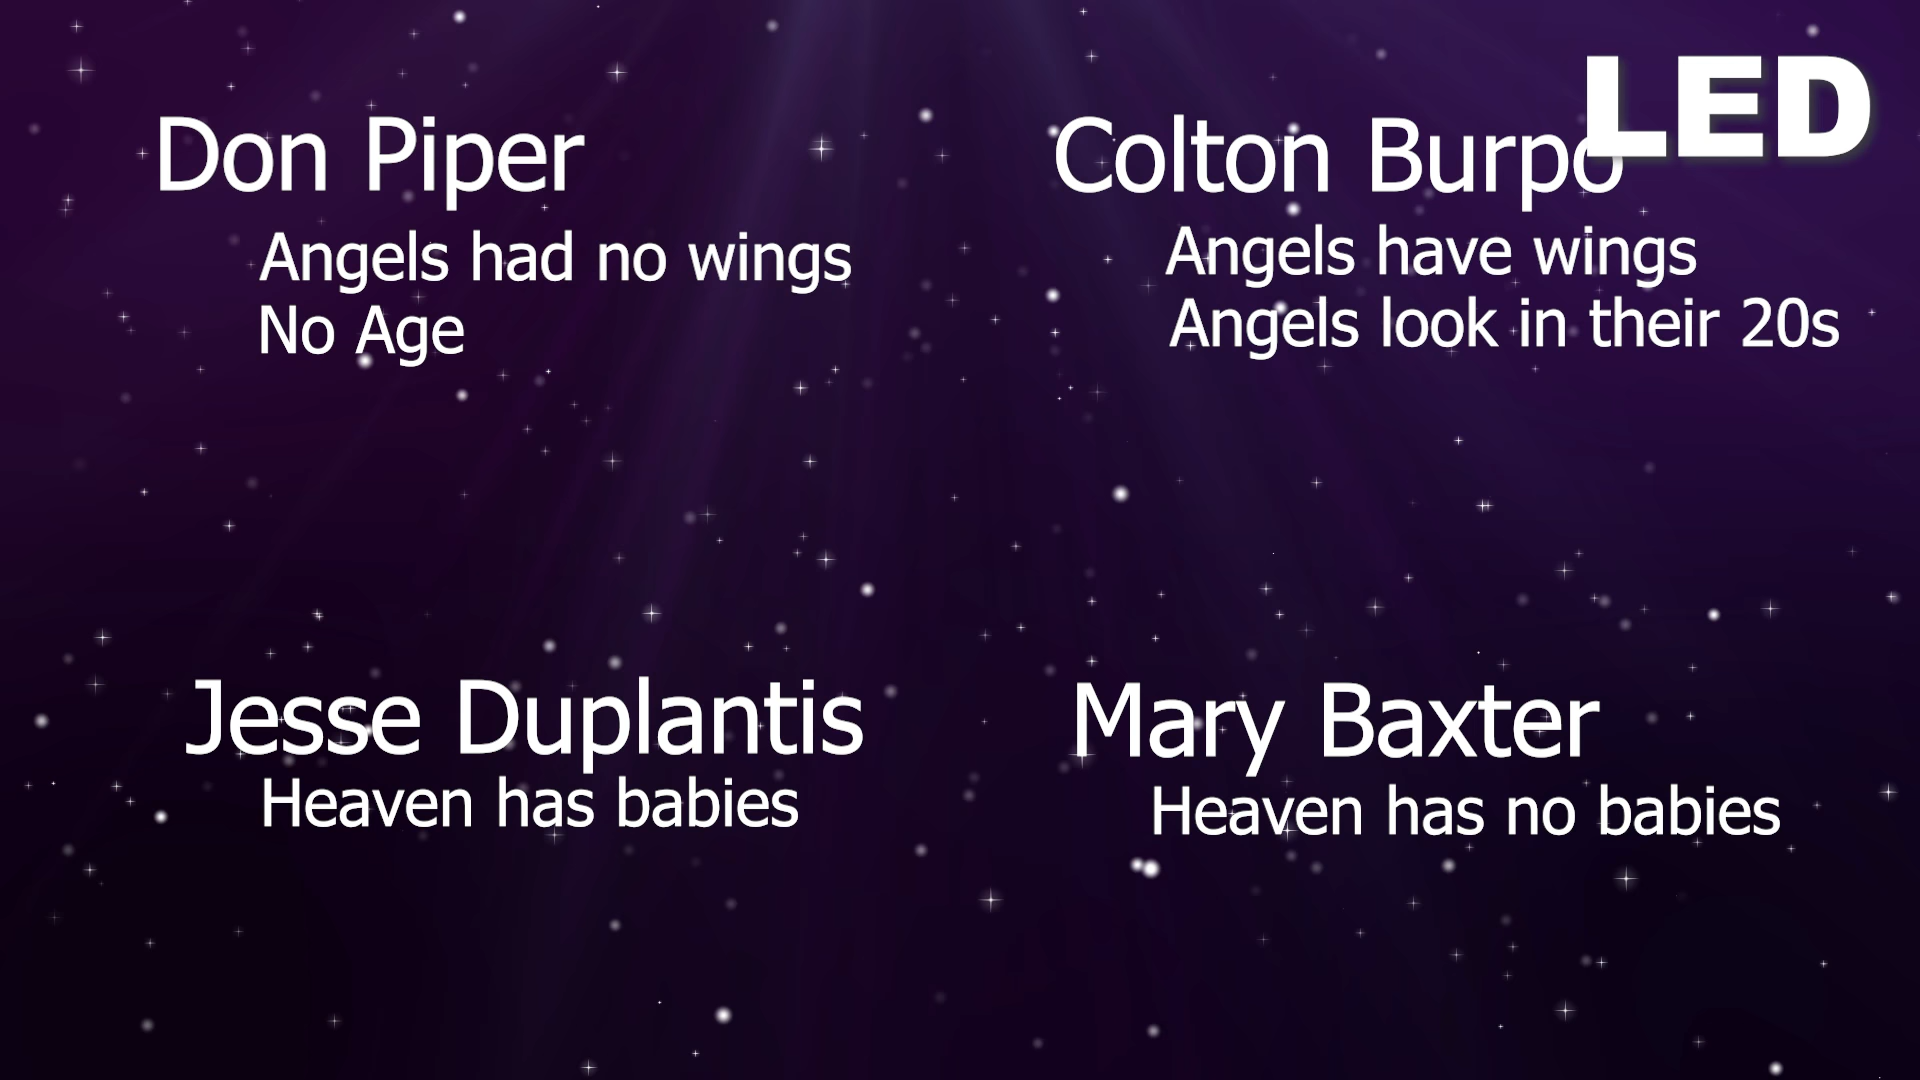 LED
Don Piper
Angels had no wings
No Age
Colton Burpo
Angels have wings
Angels look in their 20s
Jesse Duplantis
Heaven has babies
Mary Baxter
Heaven has no babies